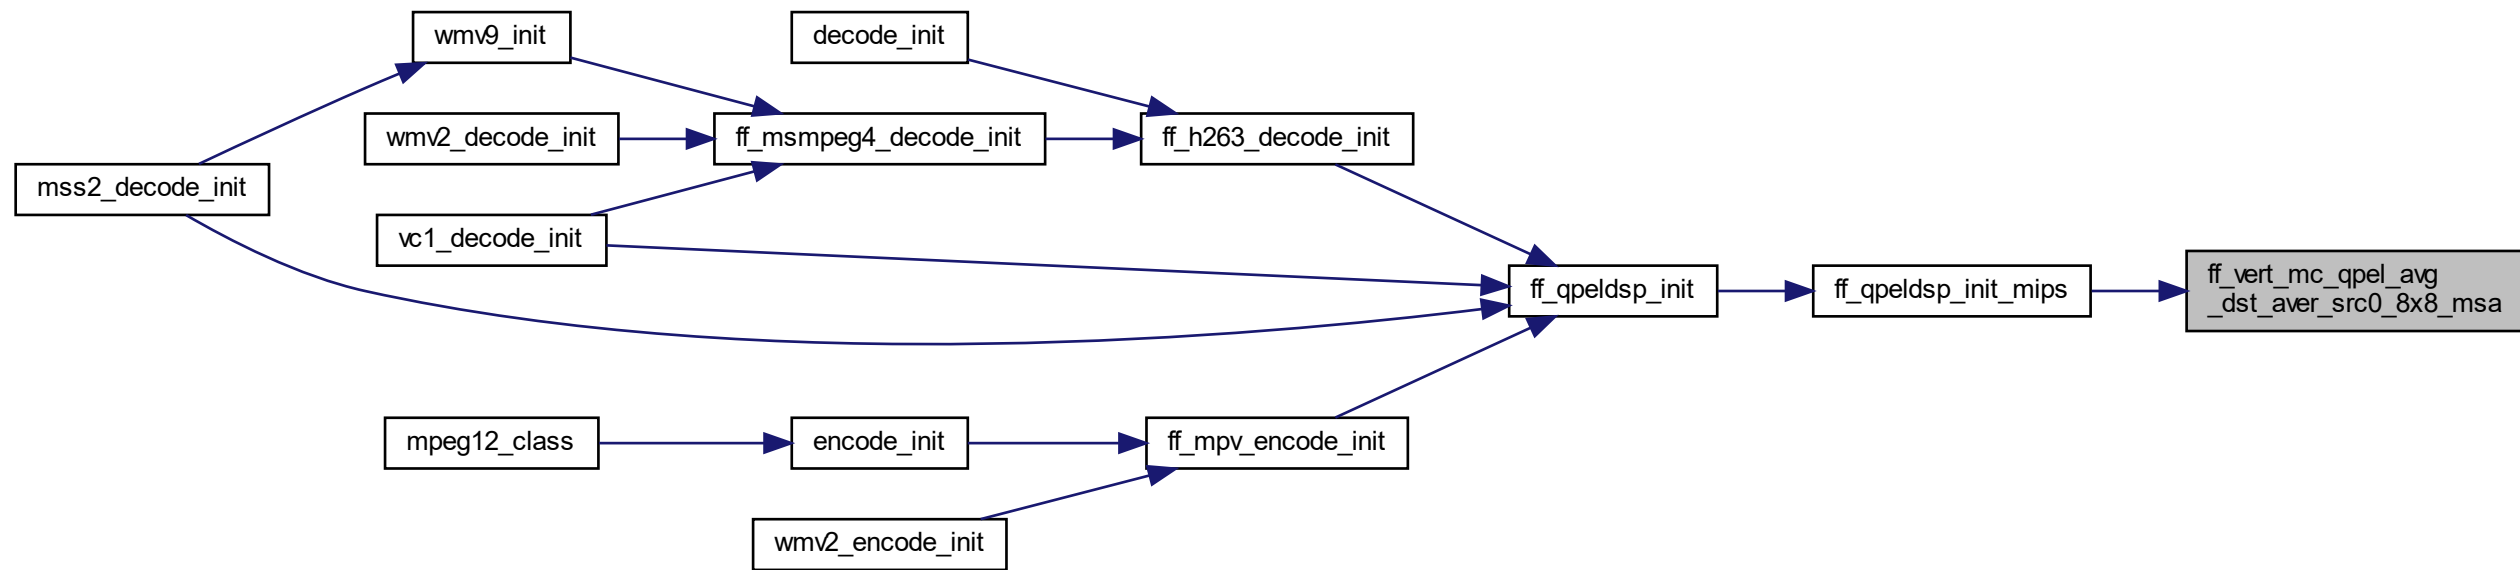 wmv9_init
decode_init
wmv2_decode_init
ff_msmpeg4_decode_init
ff_h263_decode_init
mss2_decode_init
vc1_decode_init
ff_qpeldsp_init
ff_qpeldsp_init_mips
ff_vert_mc_qpel_avg
_dst_aver_src0_8x8_msa
mpeg12_class
encode_init
ff_mpv_encode_init
wmv2_encode_init